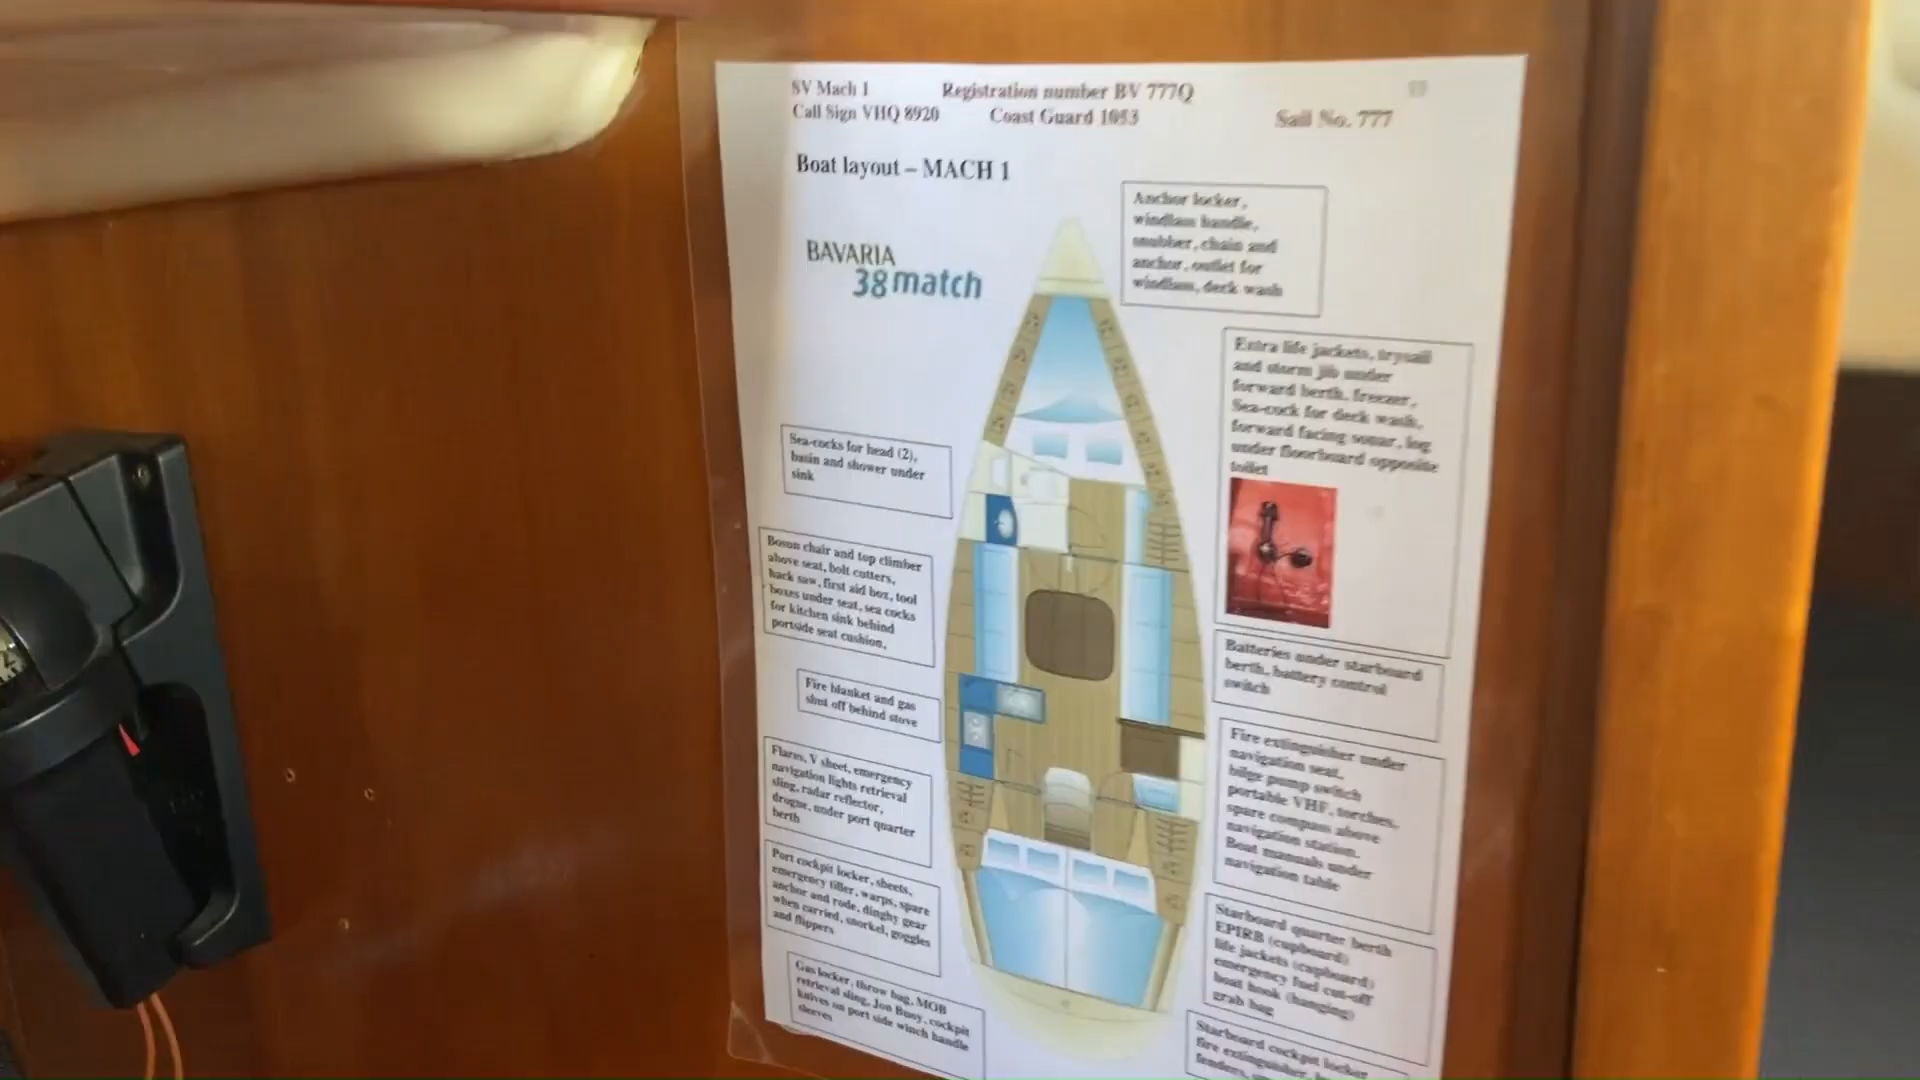 SV Mach 1 Registration number BV 777Q
Call Sign VHQ 8920 Coast Guard 1053 Sail No. 777
Boat layout – MACH 1
BAVARIA
38 match
Anchor locker,
windlass handle,
snubber, chain and
anchor, outlet for
windlass, deck wash
Extra life jackets, trysail
and storm jib under
forward berth, freezer,
Sea-cock for deck wash,
forward facing sonar, log
under floorboard opposite
toilet
Sea-cocks for head (2),
basin and shower under
sink
Boson chair and top climber
above seat, bolt cutters,
hack saw, first aid box, tool
boxes under seat, sea cocks
for kitchen sink behind
portside seat cushion,
Batteries under starboard
berth, battery control
switch
Fire blanket and gas
shut off behind stove
Fire extinguisher under
navigation seat,
bilge pump switch
portable VHF, torches,
spare compass above
navigation station.
Boat manuals under
navigation table
Flares, V sheet, emergency
navigation lights retrieval
sling, radar reflector,
drogue, under port quarter
berth
Port cockpit locker, sheets,
emergency tiller, warps, spare
anchor and rode, dinghy gear
when carried, snorkel, goggles
and flippers
Starboard quarter berth
EPIRB (cupboard)
life jackets (cupboard)
emergency fuel cut-off
boat hook (hanging)
grab bag
Gas locker, throw bag, MOB
retrieval sling, Jon Buoy, cockpit
knives on port side winch handle
sleeves
Starboard cockpit locker
fire extinguisher,
fenders,